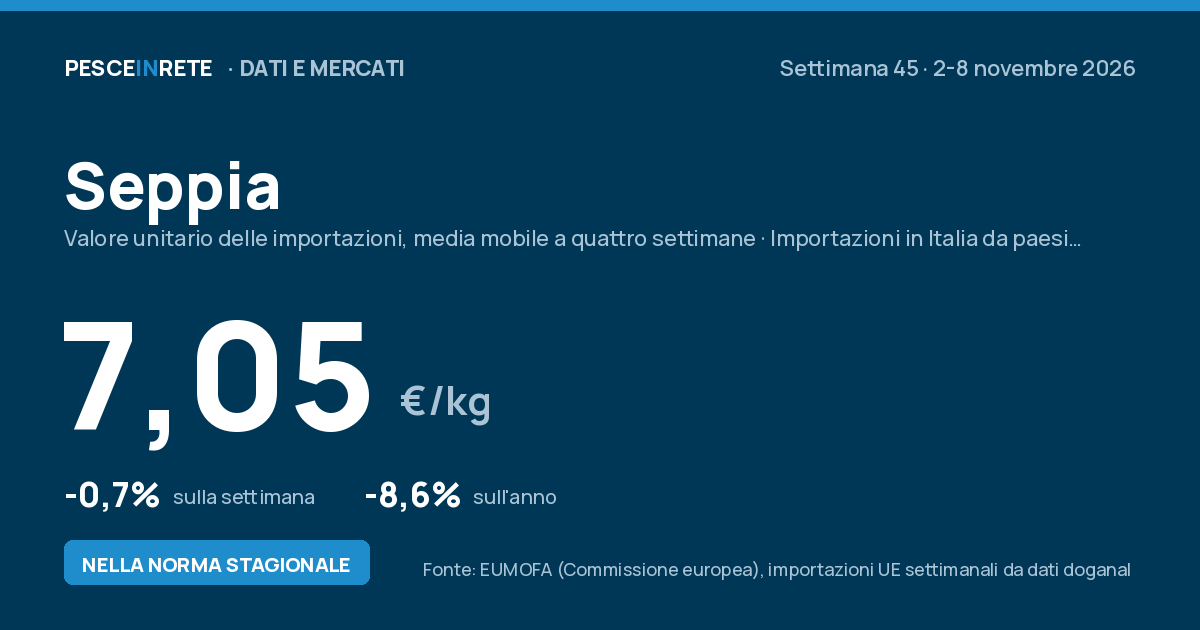 PESCEINRETE · DATI E MERCATI
Settimana 45 · 2-8 novembre 2026
Seppia
Valore unitario delle importazioni, media mobile a quattro settimane · Importazioni in Italia da paesi…
7,05 €/kg
-0,7% sulla settimana -8,6% sull'anno
NELLA NORMA STAGIONALE
Fonte: EUMOFA (Commissione europea), importazioni UE settimanali da dati doganal